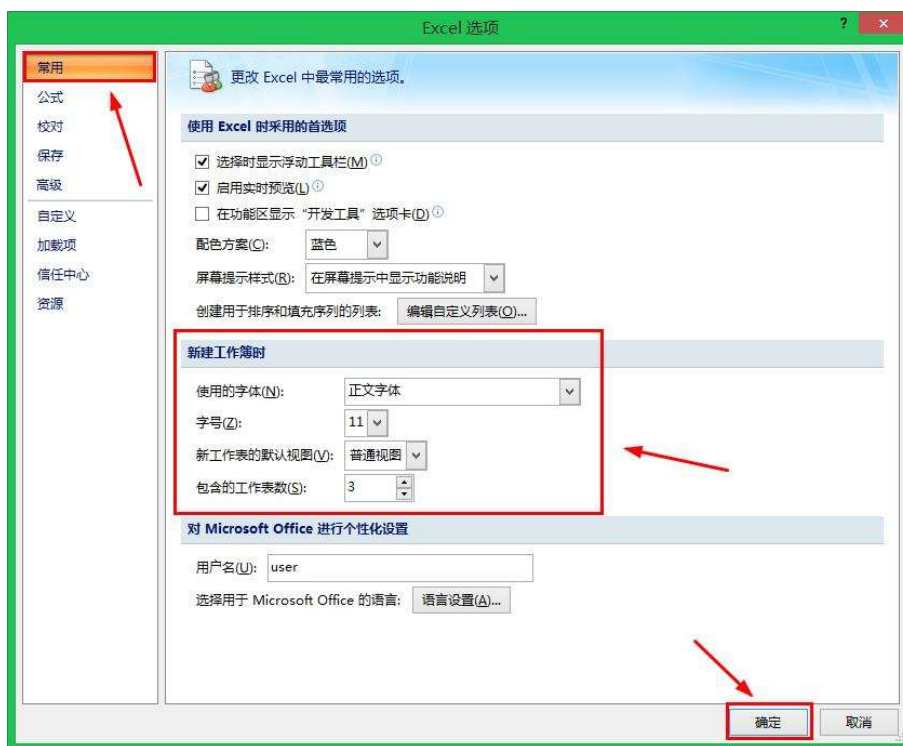 Excel 选项
?
×
常用
公式
校对
保存
高级
自定义
加载项
信任中心
资源
更改 Excel 中最常用的选项。
使用 Excel 时采用的首选项
选择时显示浮动工具栏(M)
启用实时预览(L)
在功能区显示“开发工具”选项卡(D)
配色方案(C): 蓝色
屏幕提示样式(R): 在屏幕提示中显示功能说明
创建用于排序和填充序列的列表: 编辑自定义列表(O)...
新建工作簿时
使用的字体(N): 正文字体
字号(Z): 11
新工作表的默认视图(V): 普通视图
包含的工作表数(S): 3
对 Microsoft Office 进行个性化设置
用户名(U): user
选择用于 Microsoft Office 的语言: 语言设置(A)...
确定 取消